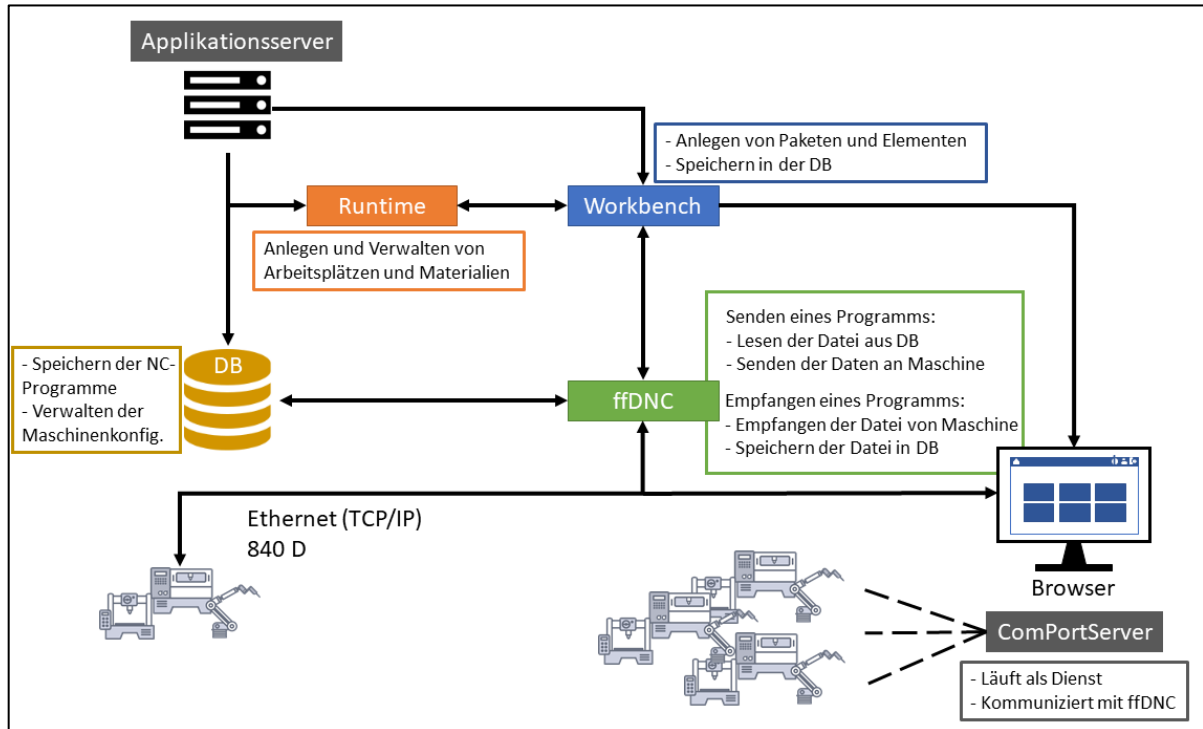 Applikationsserver
- Anlegen von Paketen und Elementen
- Speichern in der DB
Runtime
Workbench
Anlegen und Verwalten von
Arbeitsplätzen und Materialien
Senden eines Programms:
- Lesen der Datei aus DB
- Senden der Daten an Maschine
Empfangen eines Programms:
- Empfangen der Datei von Maschine
- Speichern der Datei in DB
- Speichern der NC-
Programme
- Verwalten der
Maschinenkonfig.
DB
ffDNC
Ethernet (TCP/IP)
840 D
Browser
ComPortServer
- Läuft als Dienst
- Kommuniziert mit ffDNC